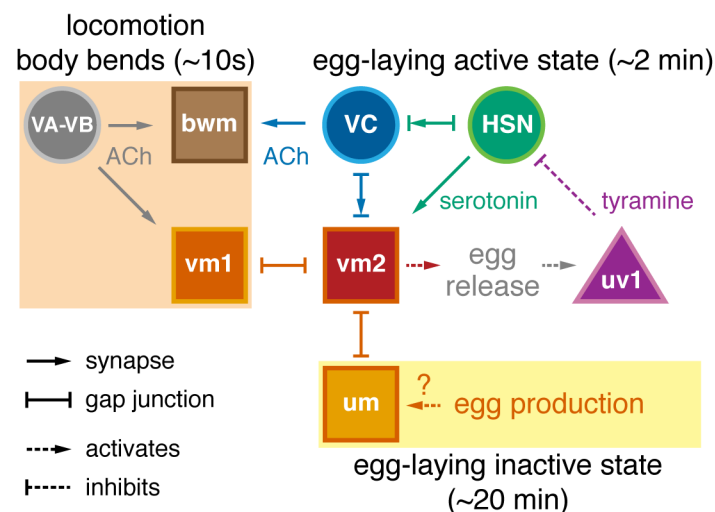 locomotion
body bends (~10s)
egg-laying active state (~2 min)
VA-VB
bwm
VC
HSN
ACh
ACh
serotonin
tyramine
vm1
vm2
egg
release
uv1
synapse
gap junction
activates
inhibits
um
?
egg production
egg-laying inactive state
(~20 min)